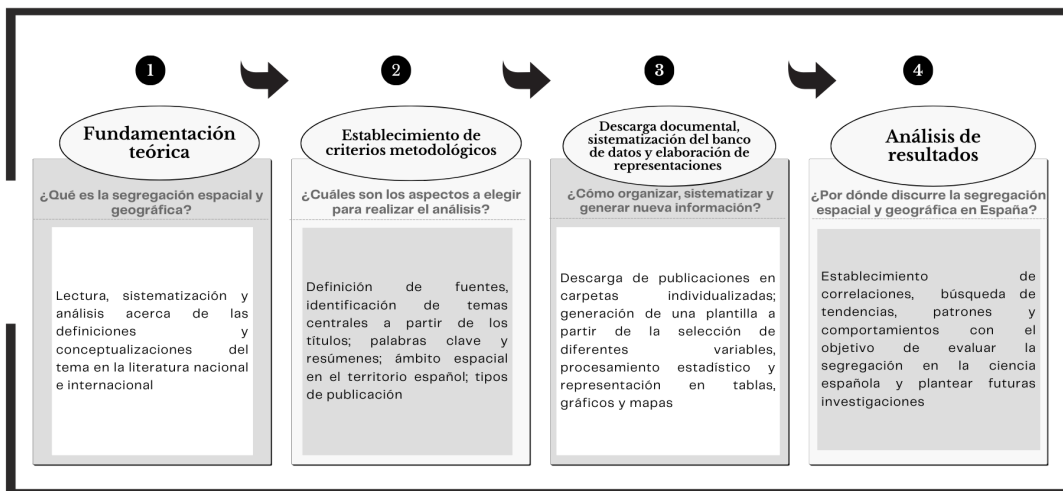 1
Fundamentación
teórica
¿Qué es la segregación espacial y
geográfica?
Lectura, sistematización y
análisis acerca de las
definiciones y
conceptualizaciones del
tema en la literatura nacional
e internacional
2
Establecimiento de
criterios metodológicos
¿Cuáles son los aspectos a elegir
para realizar el análisis?
Definición de fuentes,
identificación de temas
centrales a partir de los
títulos; palabras clave y
resúmenes; ámbito espacial
en el territorio español; tipos
de publicación
3
Descarga documental,
sistematización del banco
de datos y elaboración de
representaciones
¿Cómo organizar, sistematizar y
generar nueva información?
Descarga de publicaciones en
carpetas individualizadas;
generación de una plantilla a
partir de la selección de
diferentes variables,
procesamiento estadístico y
representación en tablas,
gráficos y mapas
4
Análisis de
resultados
¿Por dónde discurre la segregación
espacial y geográfica en España?
Establecimiento de
correlaciones, búsqueda de
tendencias, patrones y
comportamientos con el
objetivo de evaluar la
segregación en la ciencia
española y plantear futuras
investigaciones